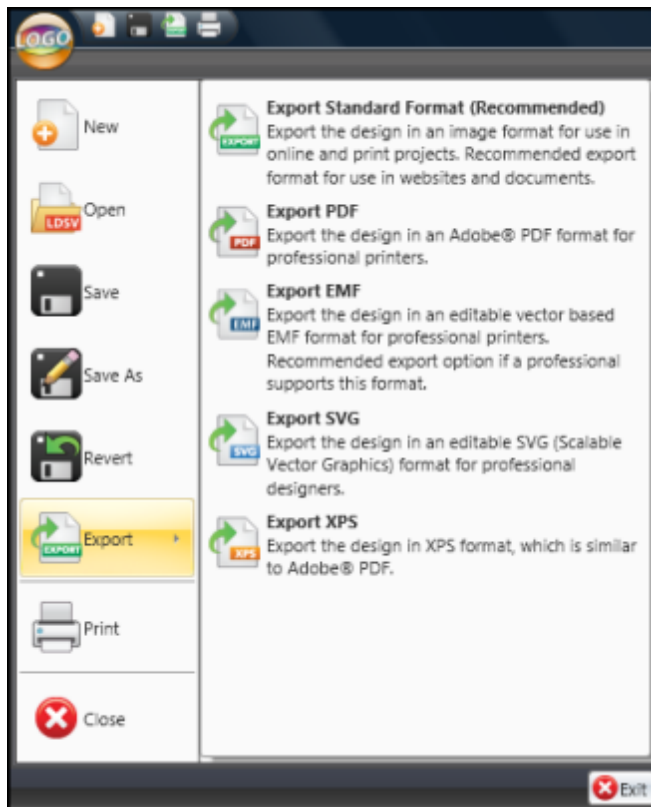 LOGO
New
Open
LDSV
Save
Save As
Revert
Export
EXPORT
Print
Close
Export Standard Format (Recommended)
Export the design in an image format for use in
online and print projects. Recommended export
format for use in websites and documents.
EXPORT
Export PDF
Export the design in an Adobe® PDF format for
professional printers.
PDF
Export EMF
Export the design in an editable vector based
EMF format for professional printers.
Recommended export option if a professional
supports this format.
EMF
Export SVG
Export the design in an editable SVG (Scalable
Vector Graphics) format for professional
designers.
SVG
Export XPS
Export the design in XPS format, which is similar
to Adobe® PDF.
XPS
Exit